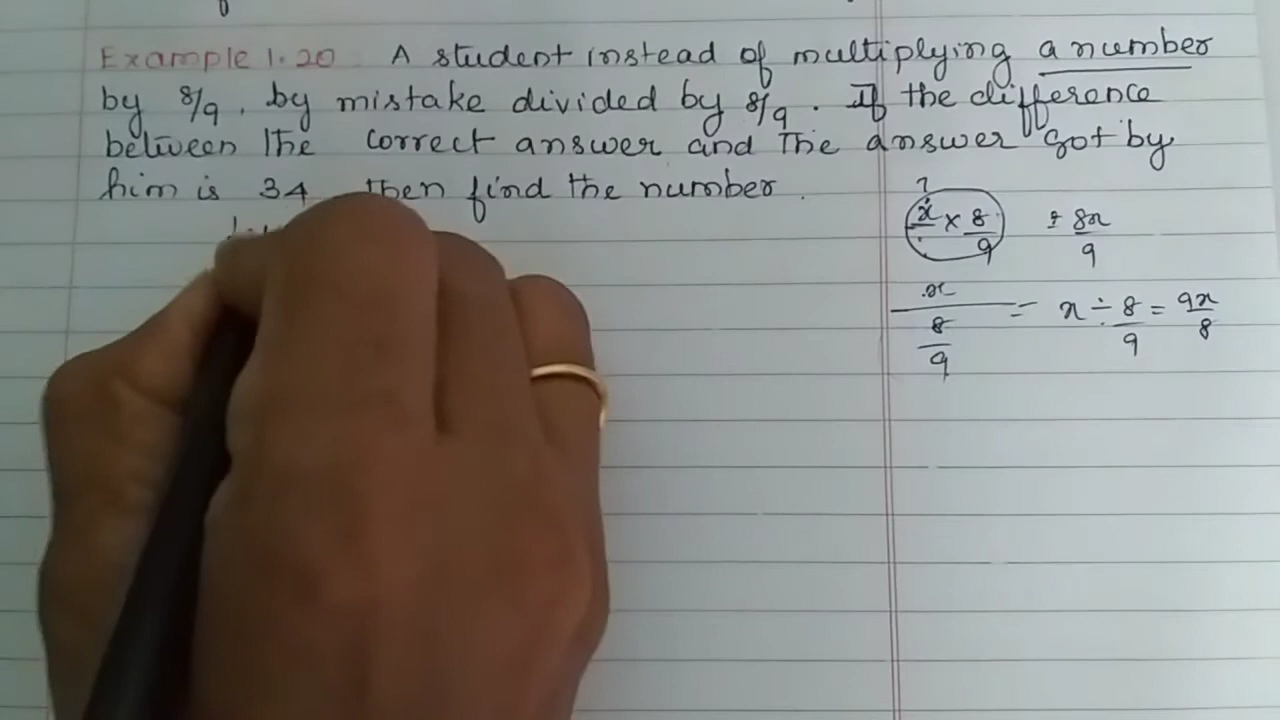 Example 1.20 A student instead of multiplying a number
by 8/9, by mistake divided by 8/9. If the difference
between the correct answer and the answer got by
him is 34 then find the number.
x × 8/9 = 8x/9
x / 8/9 = x ÷ 8/9 = 9x/8